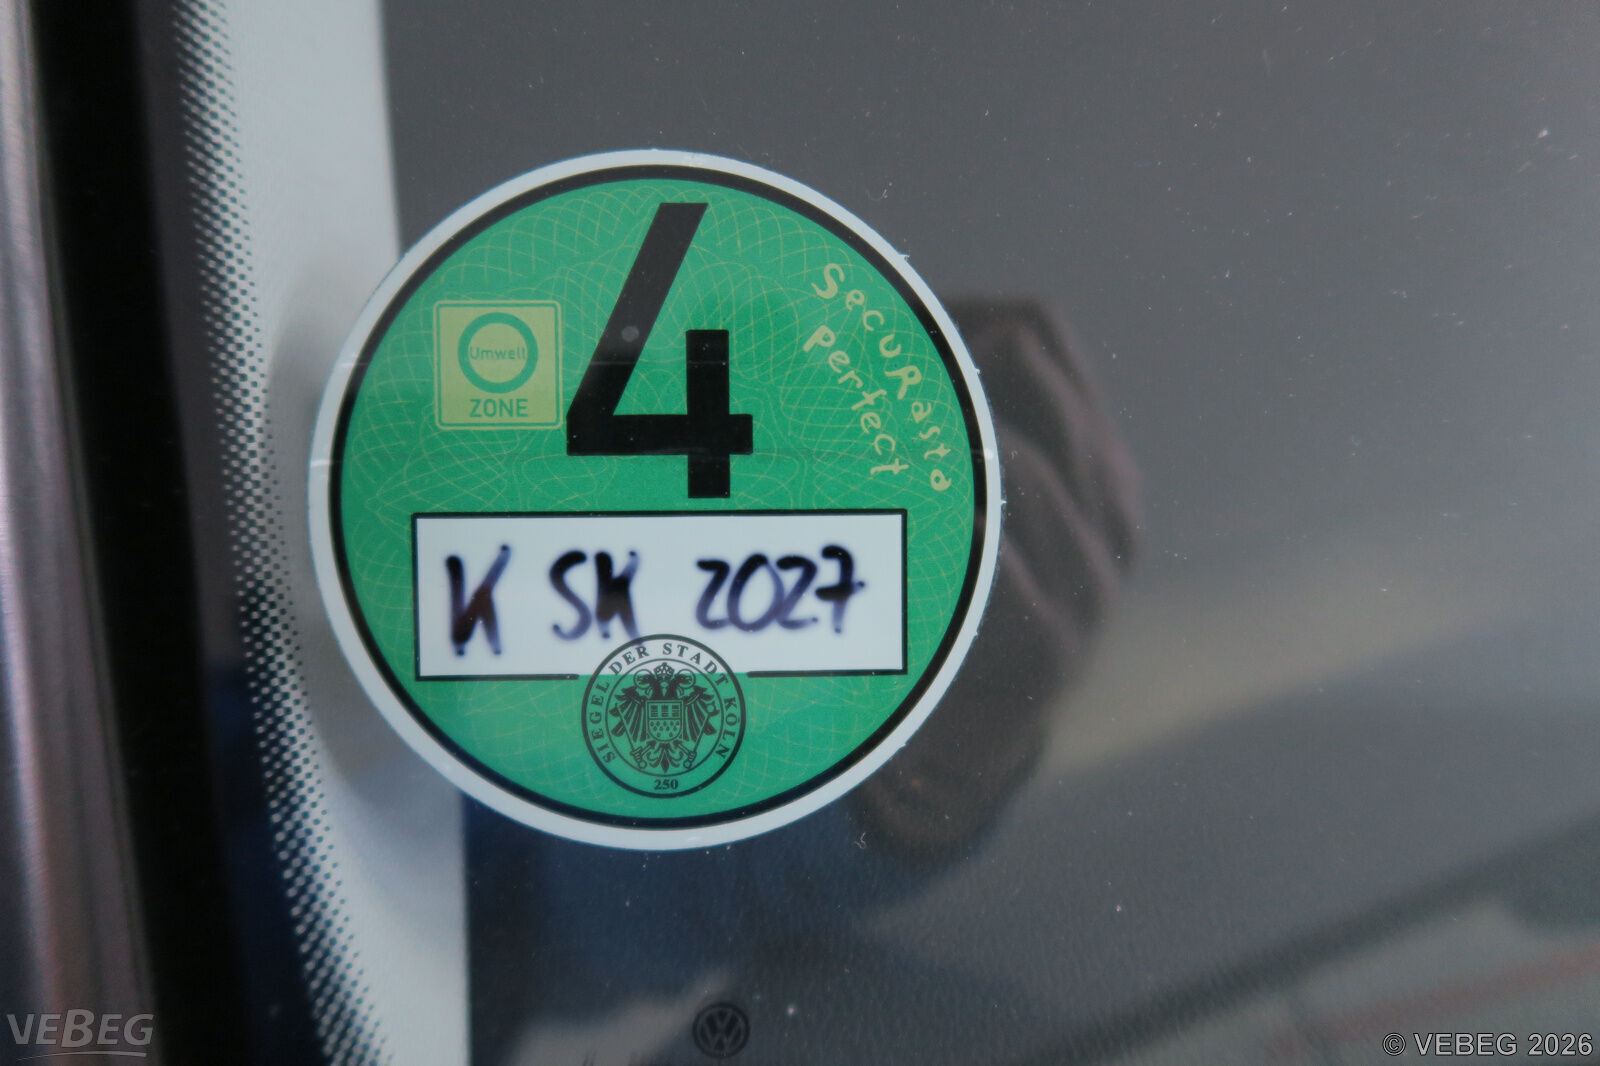 4
Umwelt
ZONE
SecuRasta
perfect
K SK 2027
SIEGEL DER STADT KÖLN
250
VEBEG
© VEBEG 2026